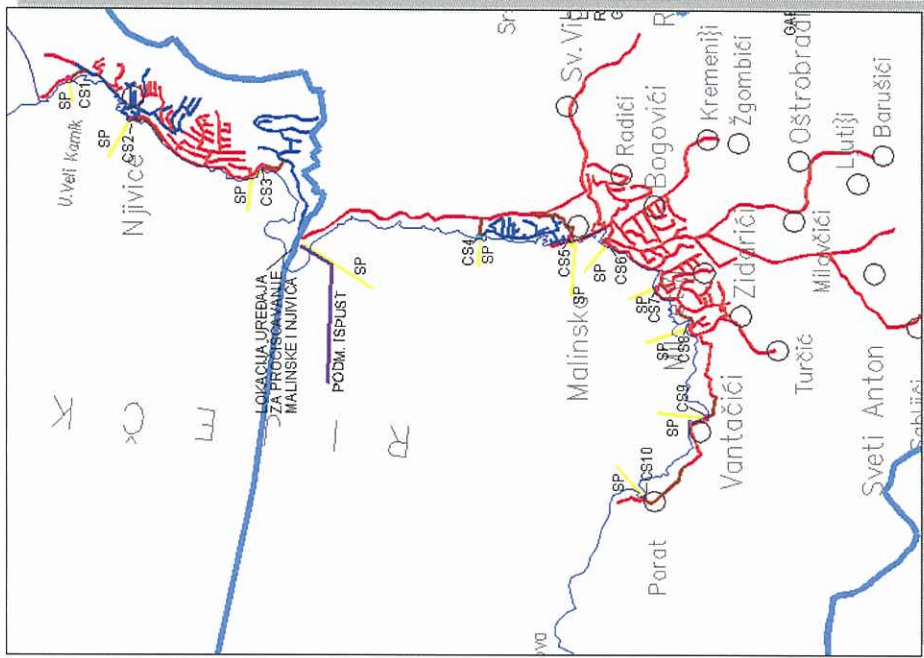 U.Veli Kamik
SP
CS1
SP
CS2
Njivice
SP
CS3
LOKACIJA UREĐAJA
ZA PROČIŠĆAVANJE
MALINSKE I NJIVICA
SP
PODM. ISPUST
K
E
I
R
CS4
SP
CS5
SP
SP
CS6
SP
CS7
SP
CS8
CS9
SP
SP
CS10
Sv. Vid
Radići
Bogovići
Kremenići
Žgombići
Oštrobradić
Ljutići
Barušići
Milovčići
Zidarići
Turčić
Sveti Anton
Vantačići
Porat
Malinska